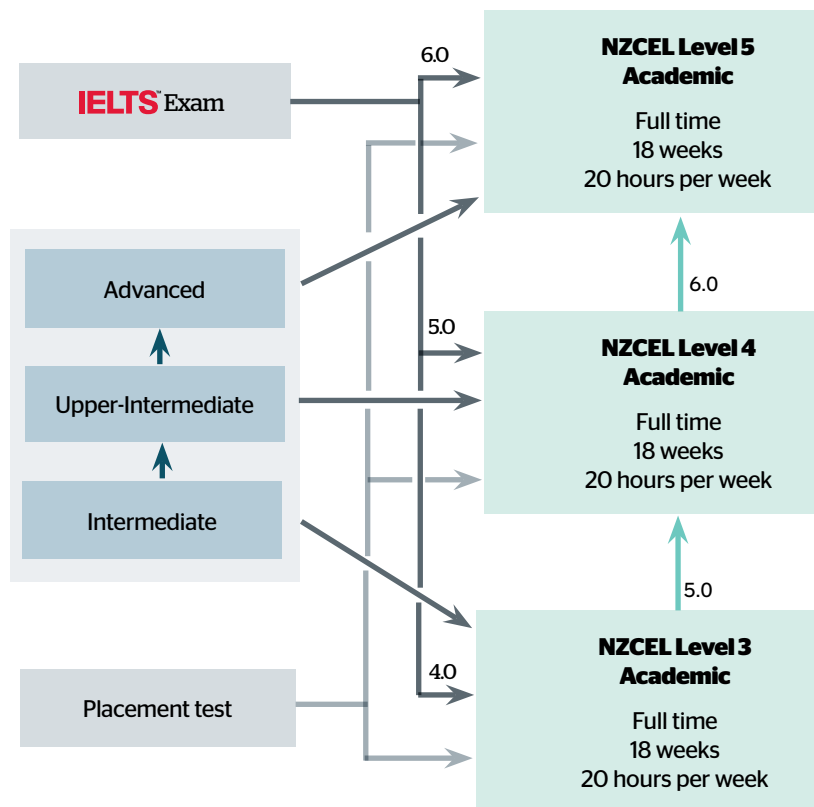 6.0
IELTS™ Exam
NZCEL Level 5
Academic
Full time
18 weeks
20 hours per week
Advanced
6.0
5.0
Upper-Intermediate
NZCEL Level 4
Academic
Full time
18 weeks
20 hours per week
Intermediate
5.0
4.0
Placement test
NZCEL Level 3
Academic
Full time
18 weeks
20 hours per week